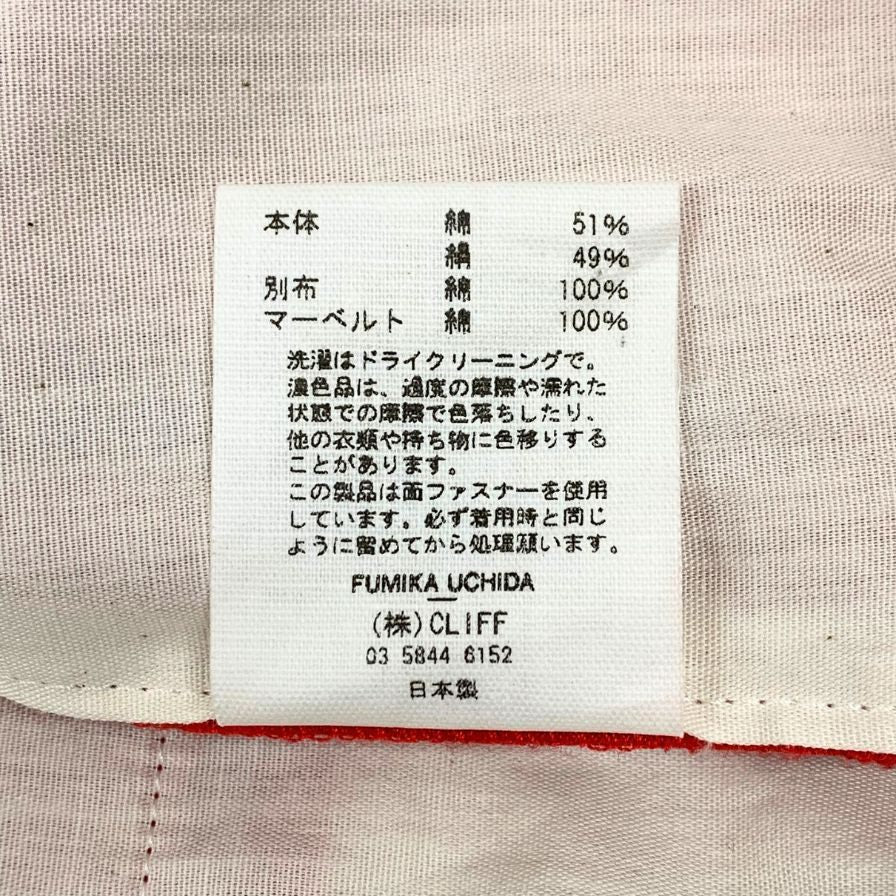 本体 綿 51%
絹 49%
別布 綿 100%
マーベルト 綿 100%
洗濯はドライクリーニングで。
濃色品は、過度の摩擦や濡れた
状態での摩擦で色落ちしたり、
他の衣類や持ち物に色移りする
ことがあります。
この製品は面ファスナーを使用
しています。必ず着用時と同じ
ように留めてから処理願います。
FUMIKA_UCHIDA
(株)CLIFF
03 5844 6152
日本製